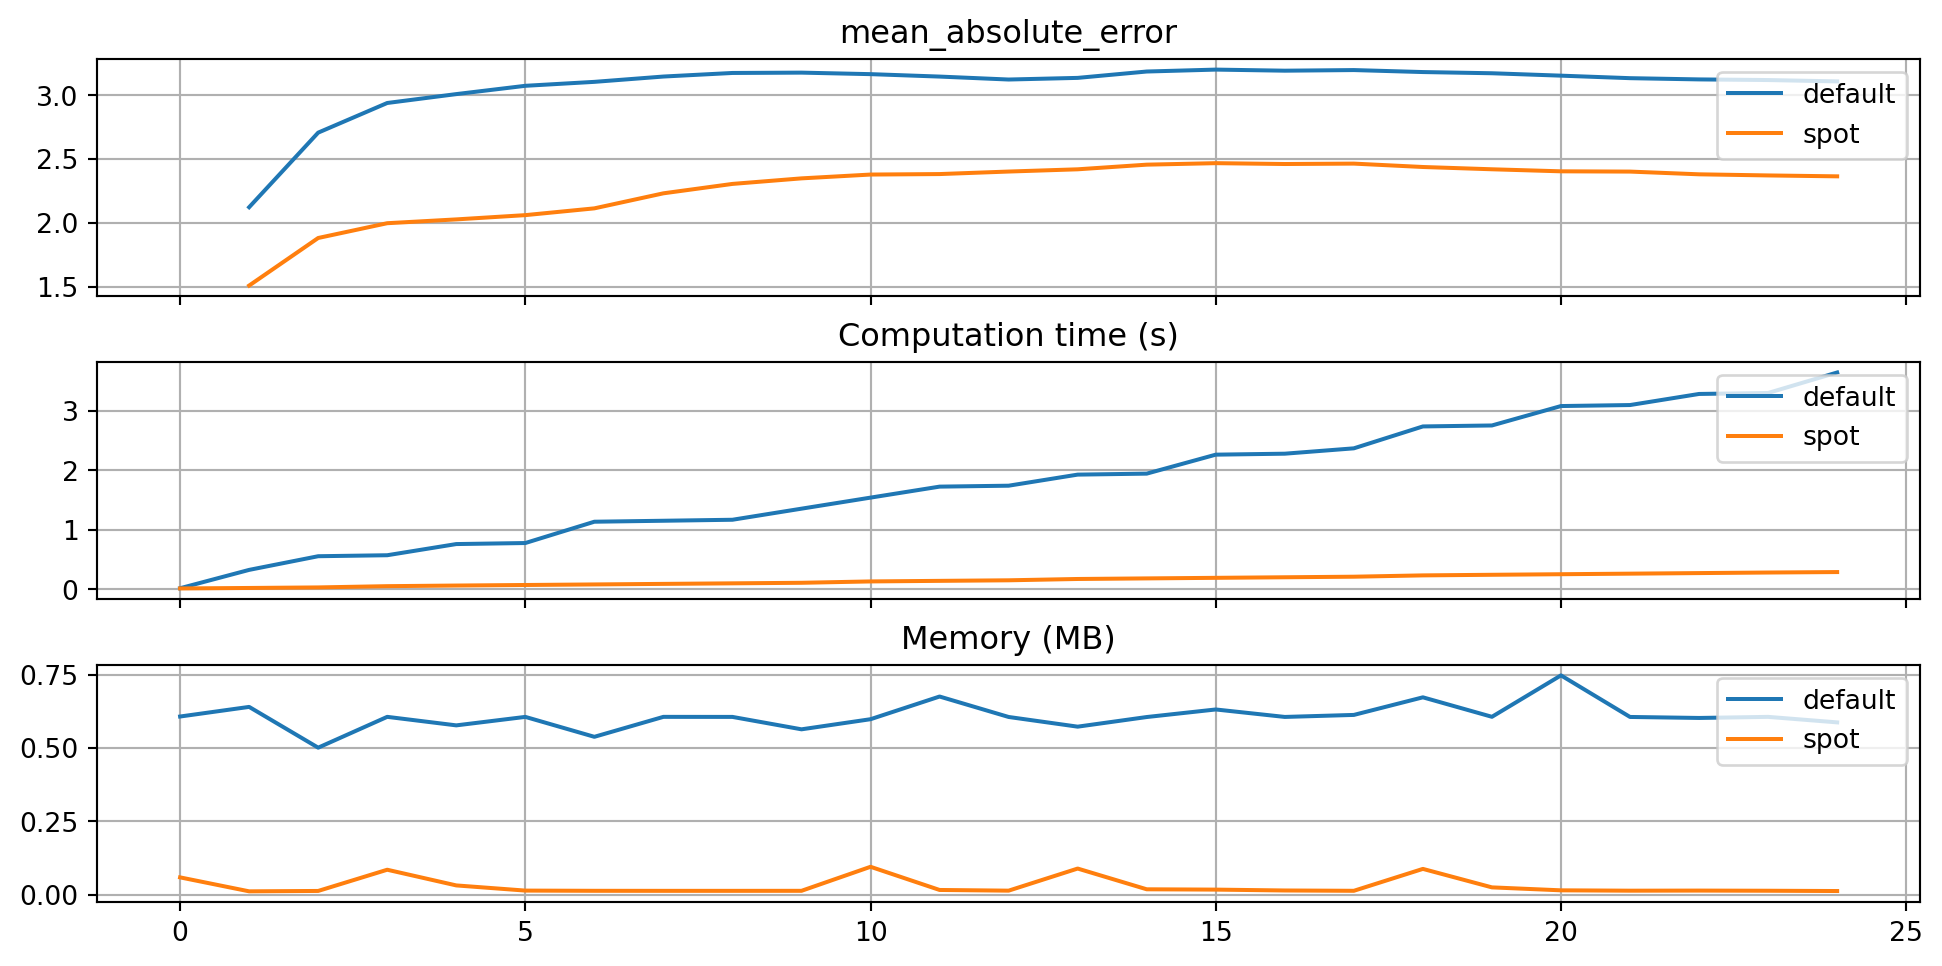 mean_absolute_error
3.0
2.5
2.0
1.5
default
spot
Computation time (s)
3
2
1
0
default
spot
Memory (MB)
0.75
0.50
0.25
0.00
default
spot
0 5 10 15 20 25